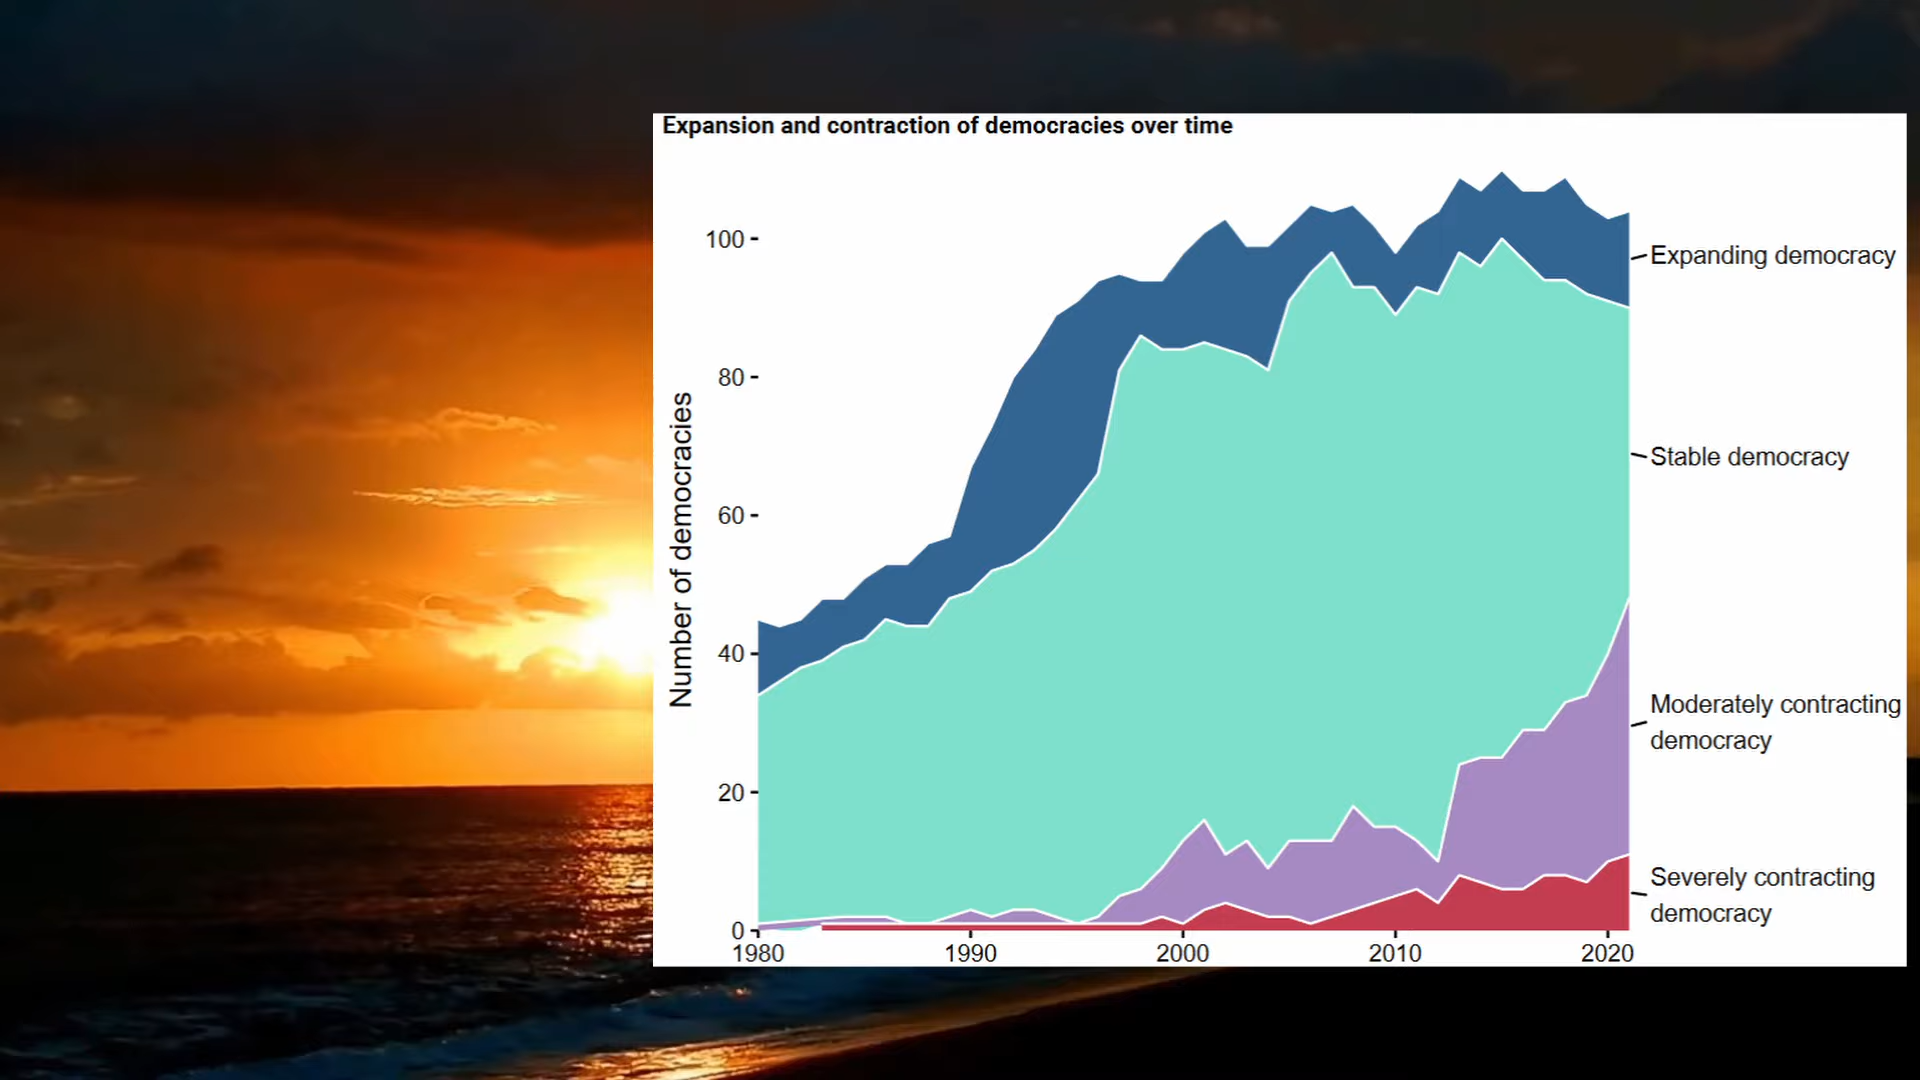 Expansion and contraction of democracies over time
100
80
60
40
20
0
Number of democracies
1980
1990
2000
2010
2020
Expanding democracy
Stable democracy
Moderately contracting
democracy
Severely contracting
democracy